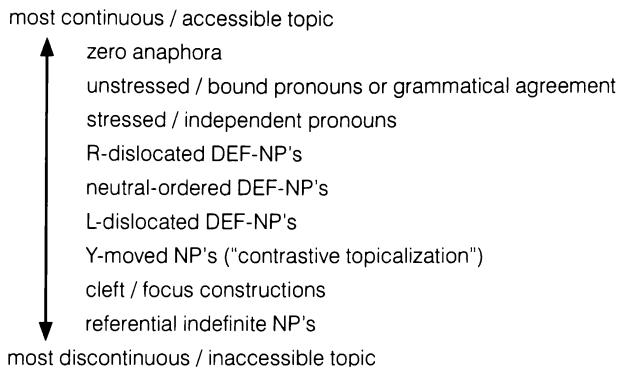 most continuous / accessible topic
zero anaphora
unstressed / bound pronouns or grammatical agreement
stressed / independent pronouns
R-dislocated DEF-NP's
neutral-ordered DEF-NP's
L-dislocated DEF-NP's
Y-moved NP's ("contrastive topicalization")
cleft / focus constructions
referential indefinite NP's
most discontinuous / inaccessible topic